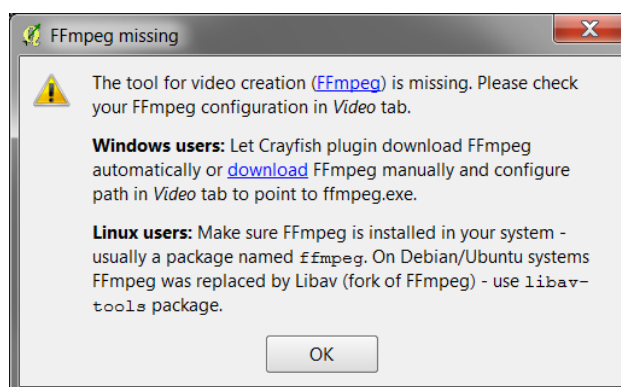 FFmpeg missing
The tool for video creation (FFmpeg) is missing. Please check
your FFmpeg configuration in Video tab.
Windows users: Let Crayfish plugin download FFmpeg
automatically or download FFmpeg manually and configure
path in Video tab to point to ffmpeg.exe.
Linux users: Make sure FFmpeg is installed in your system -
usually a package named ffmpeg. On Debian/Ubuntu systems
FFmpeg was replaced by Libav (fork of FFmpeg) - use libav-
tools package.
OK